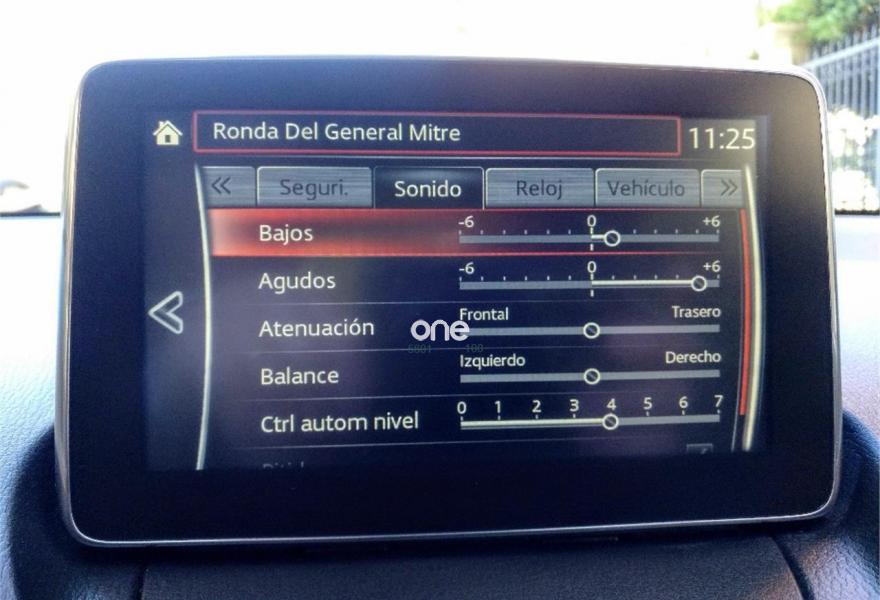 Ronda Del General Mitre 11:25
« Seguri. Sonido Reloj Vehículo »
Bajos -6 0 +6
Agudos -6 0 +6
Atenuación Frontal Trasero
Balance Izquierdo Derecho
Ctrl autom nivel 0 1 2 3 4 5 6 7
one